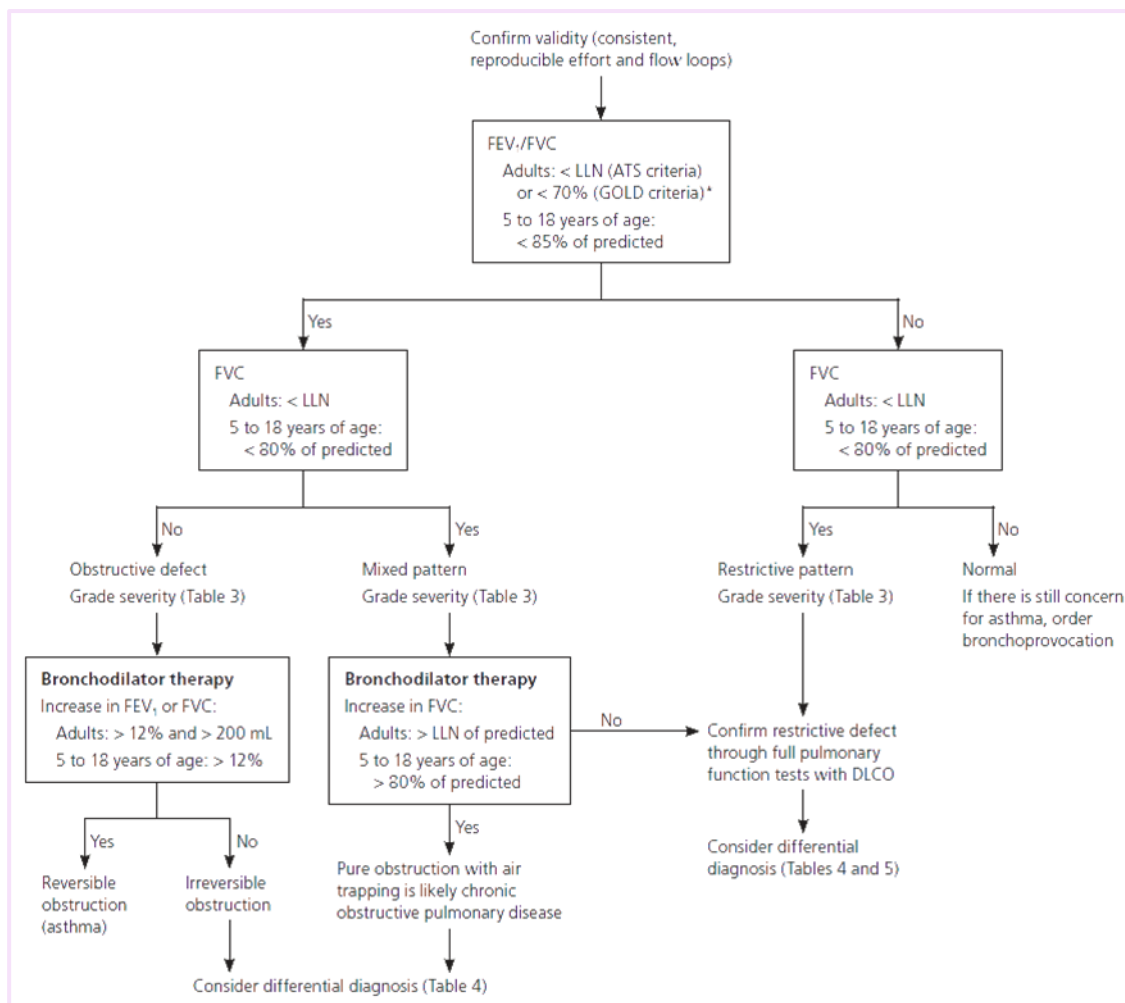 Confirm validity (consistent,
reproducible effort and flow loops)
FEV₁/FVC
Adults: < LLN (ATS criteria)
or < 70% (GOLD criteria)*
5 to 18 years of age:
< 85% of predicted
Yes
No
FVC
Adults: < LLN
5 to 18 years of age:
< 80% of predicted
FVC
Adults: < LLN
5 to 18 years of age:
< 80% of predicted
No
Yes
Yes
No
Obstructive defect
Grade severity (Table 3)
Mixed pattern
Grade severity (Table 3)
Restrictive pattern
Grade severity (Table 3)
Normal
If there is still concern
for asthma, order
bronchoprovocation
Bronchodilator therapy
Increase in FEV₁ or FVC:
Adults: > 12% and > 200 mL
5 to 18 years of age: > 12%
Bronchodilator therapy
Increase in FVC:
Adults: > LLN of predicted
5 to 18 years of age:
> 80% of predicted
No
Confirm restrictive defect
through full pulmonary
function tests with DLCO
Yes
No
Yes
Reversible
obstruction
(asthma)
Irreversible
obstruction
Pure obstruction with air
trapping is likely chronic
obstructive pulmonary disease
Consider differential
diagnosis (Tables 4 and 5)
Consider differential diagnosis (Table 4)